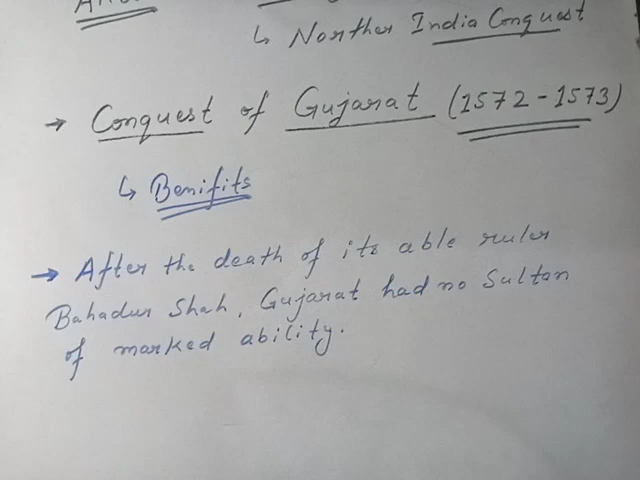 ↳ Norther India Conquest
→ Conquest of Gujarat (1572-1573)
↳ Benifits
→ After the death of its able ruler
Bahadur Shah, Gujarat had no Sultan
of marked ability.